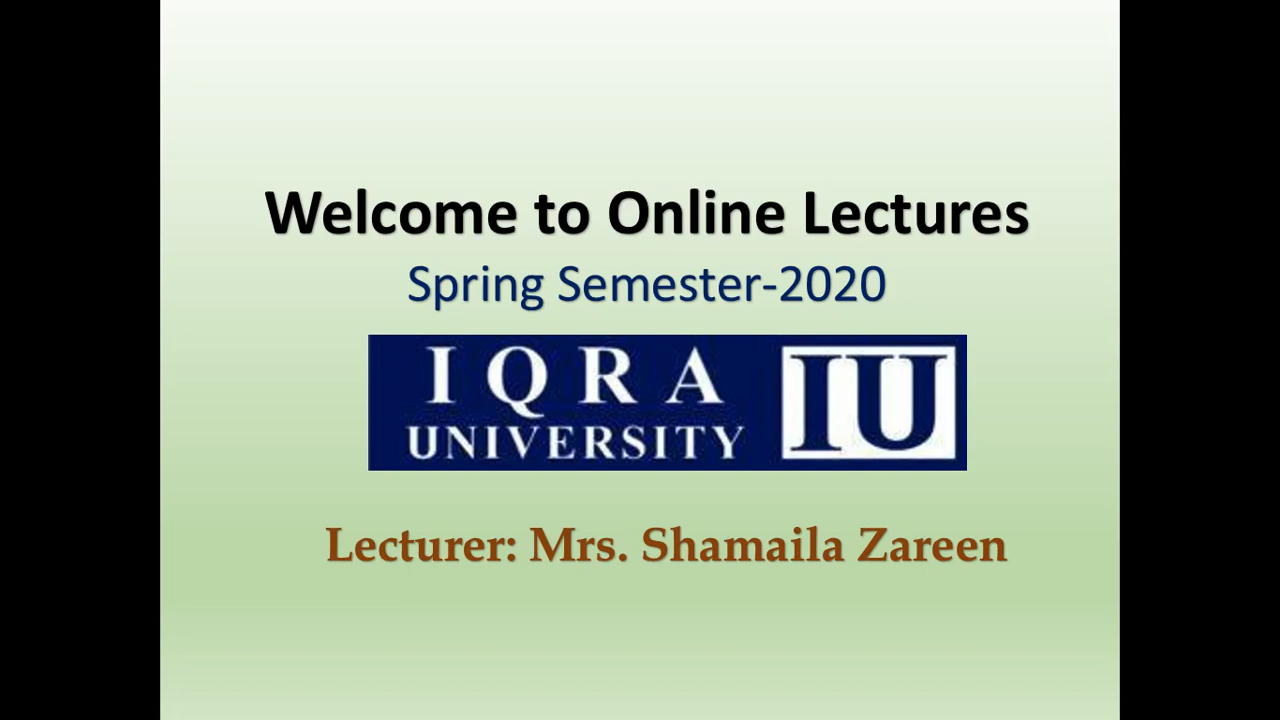 Welcome to Online Lectures
Spring Semester-2020
IQRA
UNIVERSITY
IU
Lecturer: Mrs. Shamaila Zareen